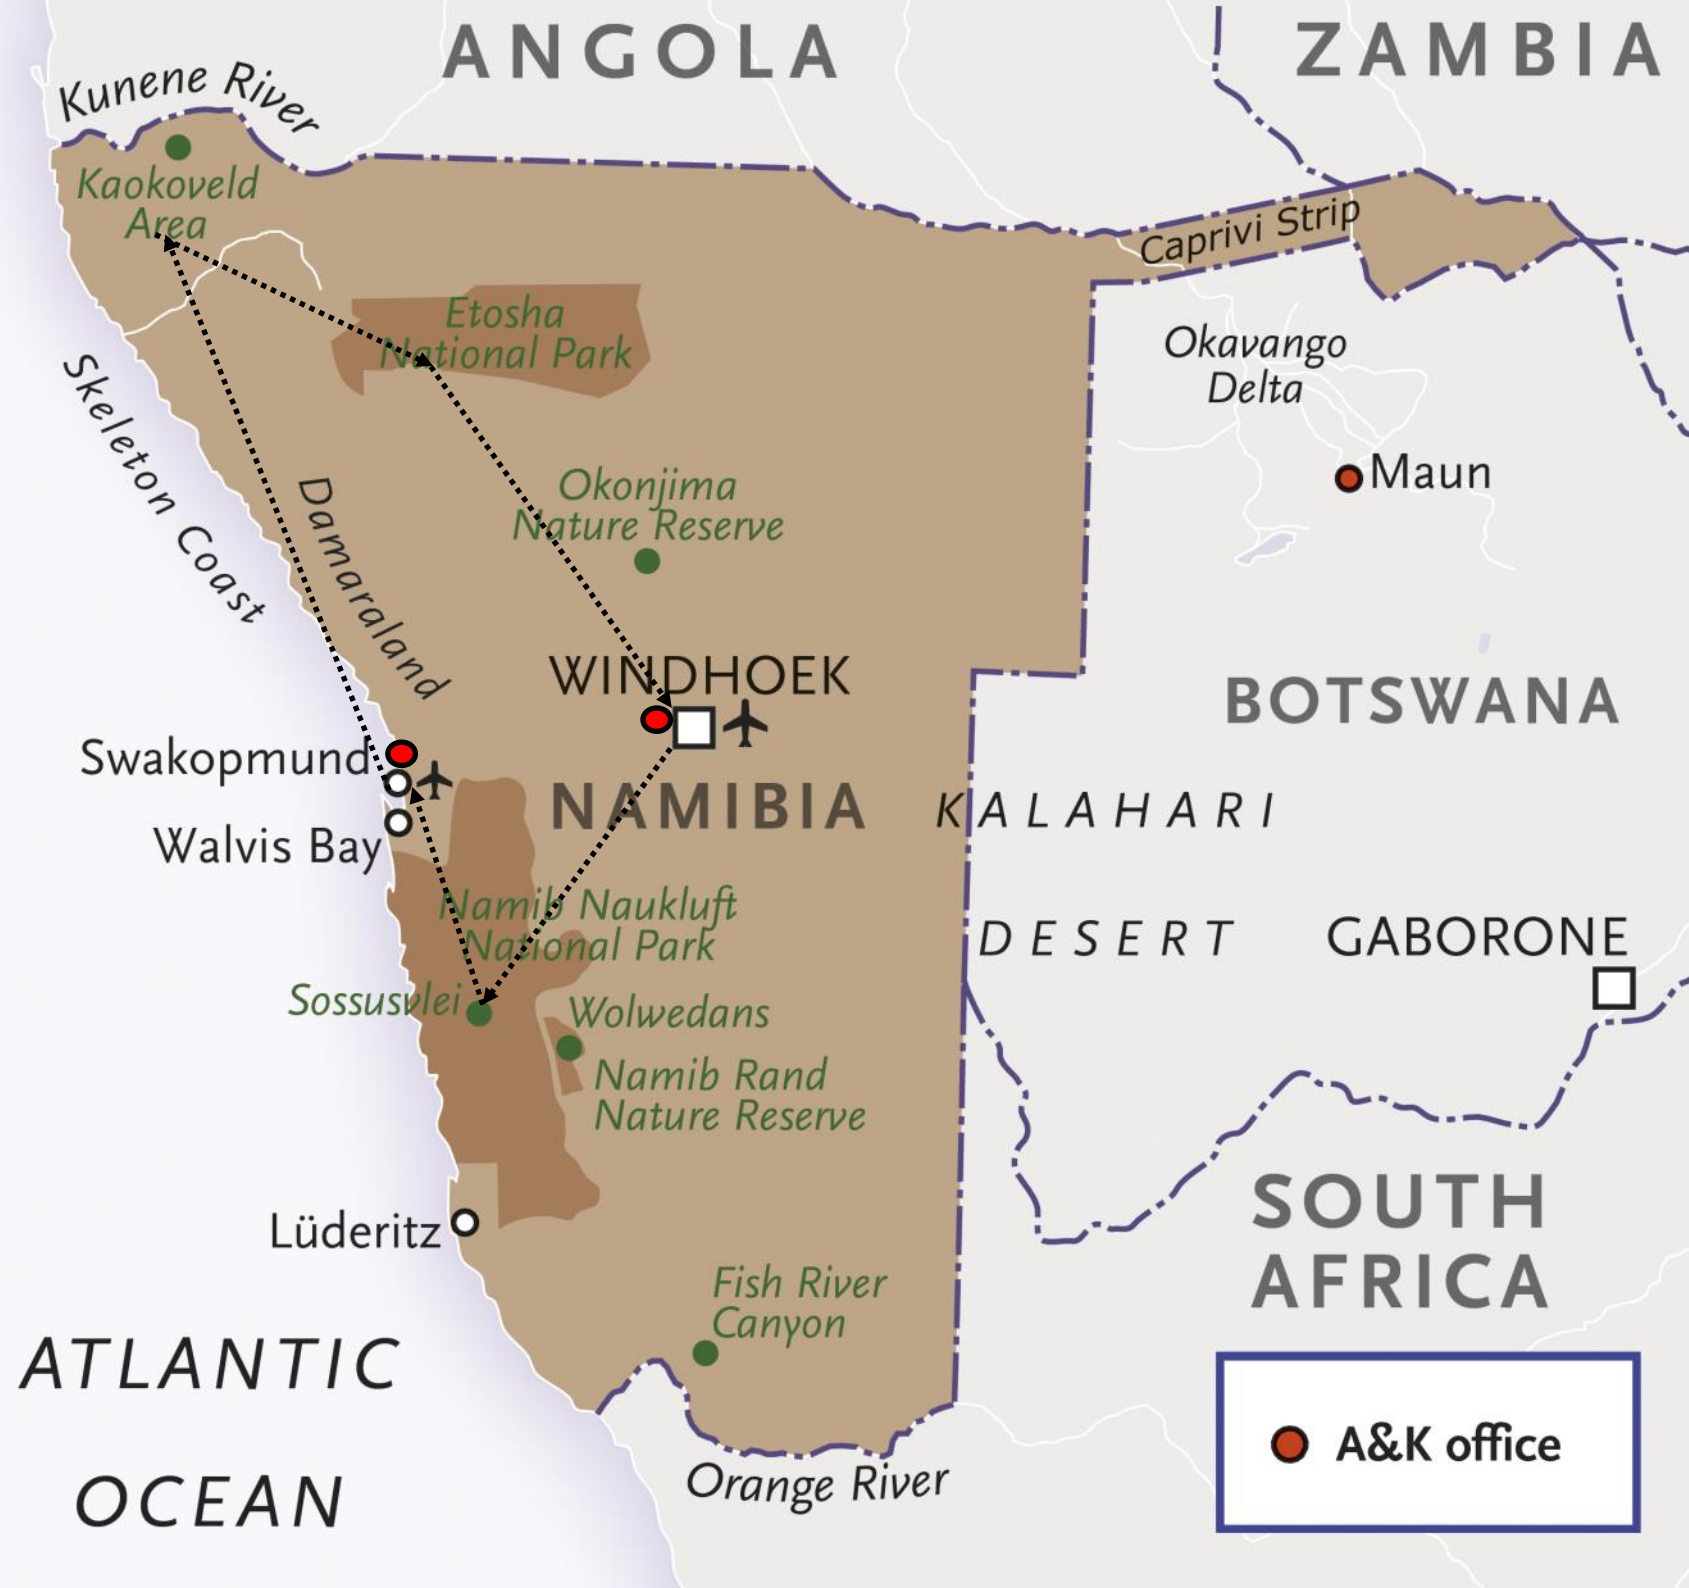 ANGOLA
ZAMBIA
Kunene River
Kaokoveld
Area
Caprivi Strip
Etosha
National Park
Okavango
Delta
Skeleton Coast
Damaraland
Maun
Okonjima
Nature Reserve
WINDHOEK
BOTSWANA
Swakopmund
NAMIBIA
KALAHARI
Walvis Bay
Namib Naukluft
National Park
DESERT
GABORONE
Sossusvlei
Wolwedans
Namib Rand
Nature Reserve
SOUTH
AFRICA
Lüderitz
Fish River
Canyon
ATLANTIC
OCEAN
Orange River
A&K office